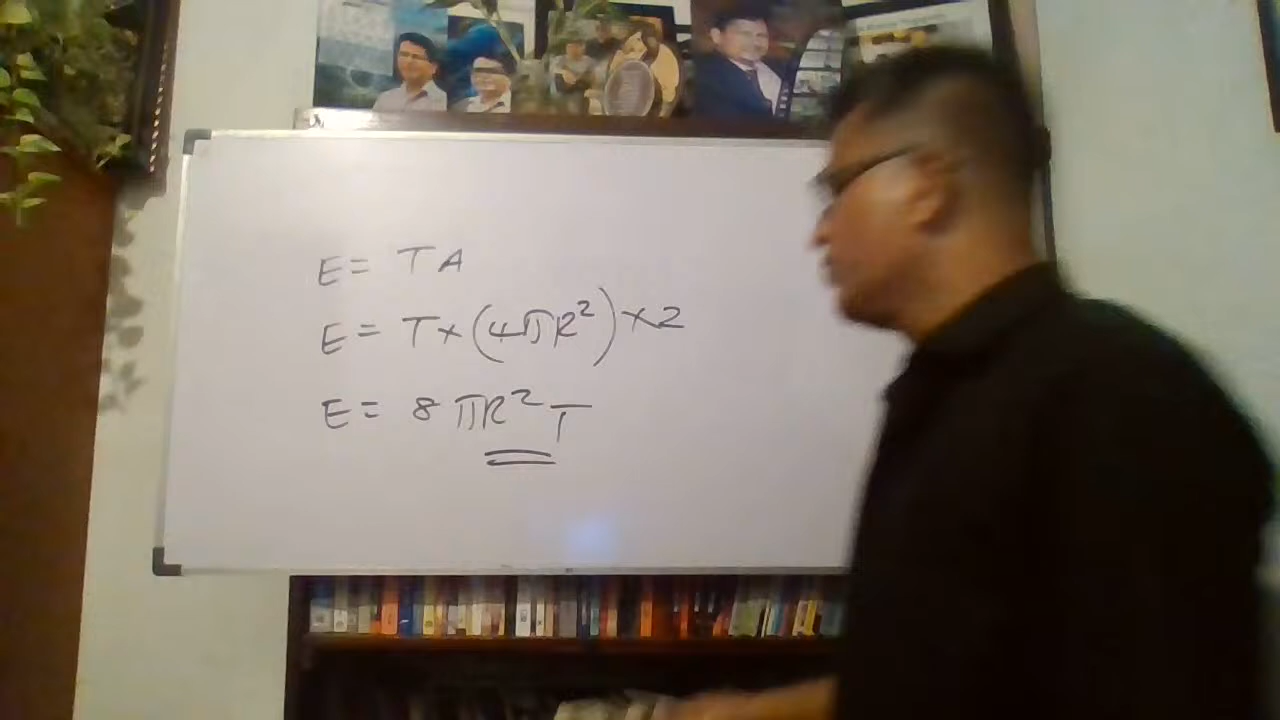 E = TA
E = T × (4πR²) × 2
E = 8πR²T